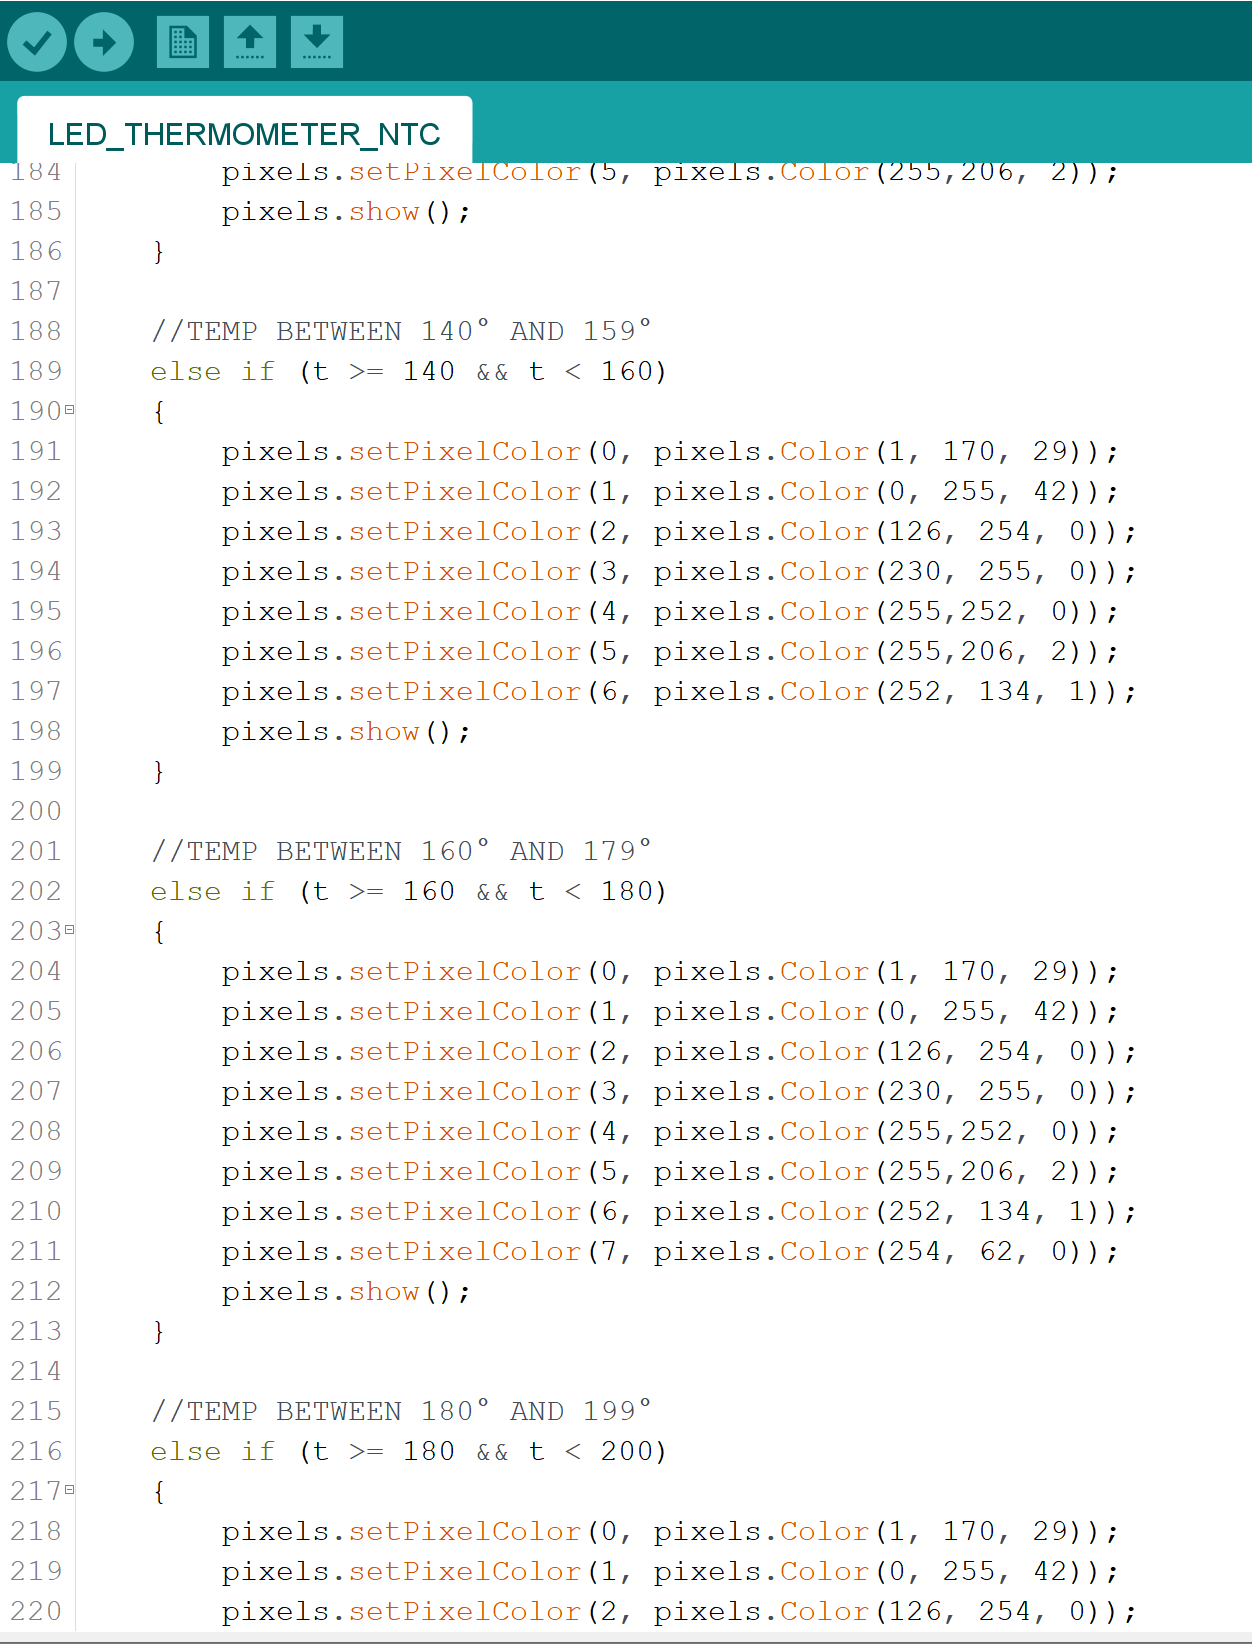 LED_THERMOMETER_NTC
184 pixels.setPixelColor(5, pixels.Color(255,206, 2));
185 pixels.show();
186 }
187
188 //TEMP BETWEEN 140° AND 159°
189 else if (t >= 140 && t < 160)
190 {
191 pixels.setPixelColor(0, pixels.Color(1, 170, 29));
192 pixels.setPixelColor(1, pixels.Color(0, 255, 42));
193 pixels.setPixelColor(2, pixels.Color(126, 254, 0));
194 pixels.setPixelColor(3, pixels.Color(230, 255, 0));
195 pixels.setPixelColor(4, pixels.Color(255,252, 0));
196 pixels.setPixelColor(5, pixels.Color(255,206, 2));
197 pixels.setPixelColor(6, pixels.Color(252, 134, 1));
198 pixels.show();
199 }
200
201 //TEMP BETWEEN 160° AND 179°
202 else if (t >= 160 && t < 180)
203 {
204 pixels.setPixelColor(0, pixels.Color(1, 170, 29));
205 pixels.setPixelColor(1, pixels.Color(0, 255, 42));
206 pixels.setPixelColor(2, pixels.Color(126, 254, 0));
207 pixels.setPixelColor(3, pixels.Color(230, 255, 0));
208 pixels.setPixelColor(4, pixels.Color(255,252, 0));
209 pixels.setPixelColor(5, pixels.Color(255,206, 2));
210 pixels.setPixelColor(6, pixels.Color(252, 134, 1));
211 pixels.setPixelColor(7, pixels.Color(254, 62, 0));
212 pixels.show();
213 }
214
215 //TEMP BETWEEN 180° AND 199°
216 else if (t >= 180 && t < 200)
217 {
218 pixels.setPixelColor(0, pixels.Color(1, 170, 29));
219 pixels.setPixelColor(1, pixels.Color(0, 255, 42));
220 pixels.setPixelColor(2, pixels.Color(126, 254, 0));